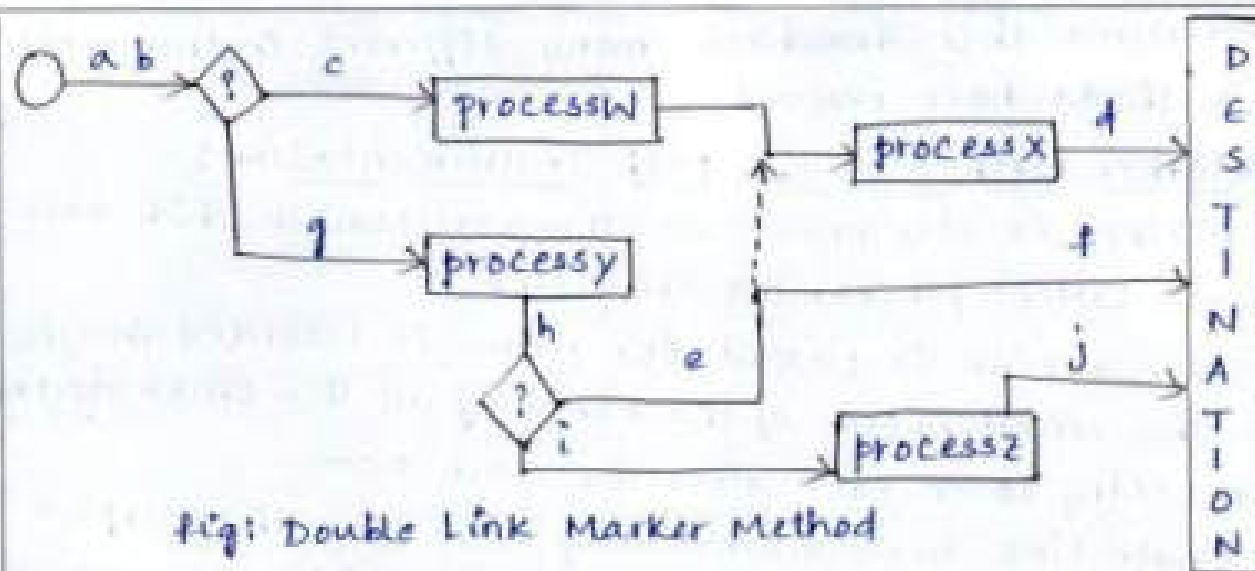 a b
?
c
processW
processX
d
g
processy
f
h
?
e
i
j
processz
D
E
S
T
I
N
A
T
I
O
N
fig: Double Link Marker Method